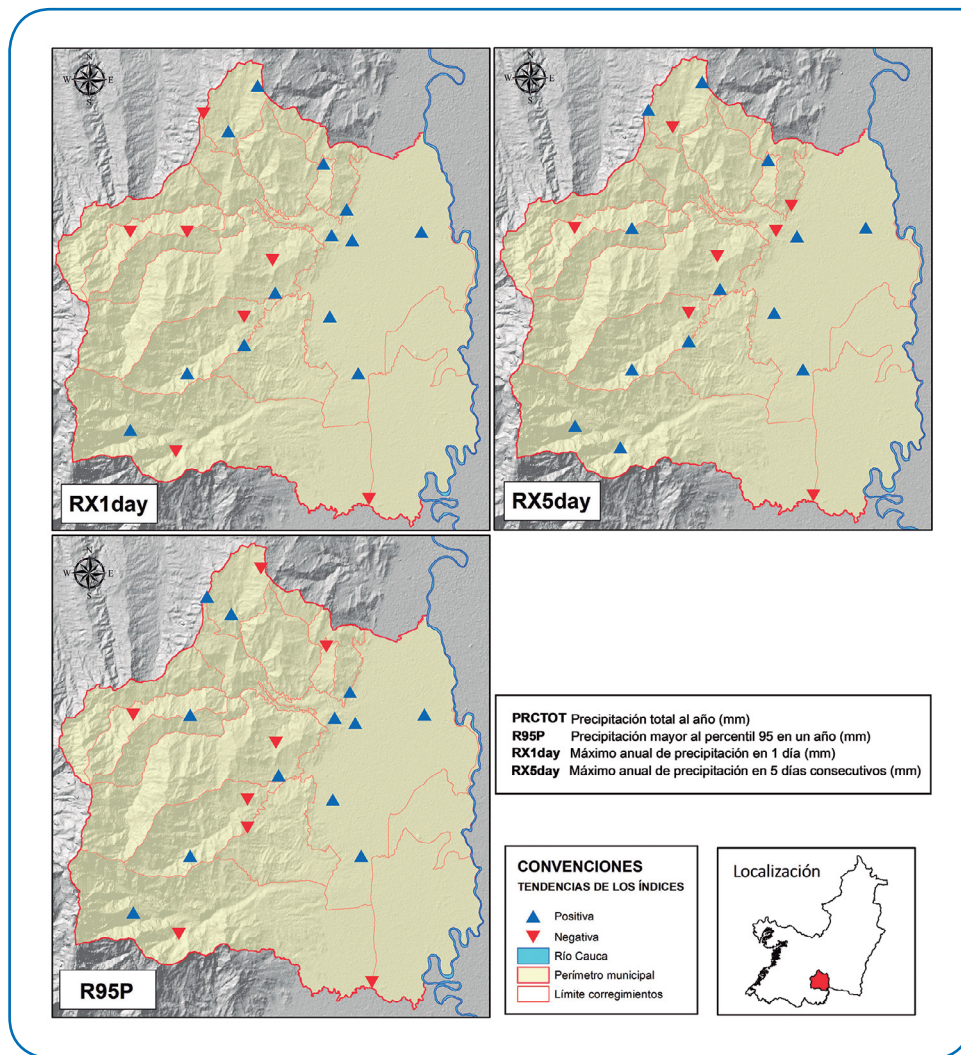 N
W E
S
RX1day
N
W E
S
RX5day
N
W E
S
R95P
PRCTOT Precipitación total al año (mm)
R95P Precipitación mayor al percentil 95 en un año (mm)
RX1day Máximo anual de precipitación en 1 día (mm)
RX5day Máximo anual de precipitación en 5 días consecutivos (mm)
CONVENCIONES
TENDENCIAS DE LOS ÍNDICES
Positiva
Negativa
Río Cauca
Perímetro municipal
Límite corregimientos
Localización